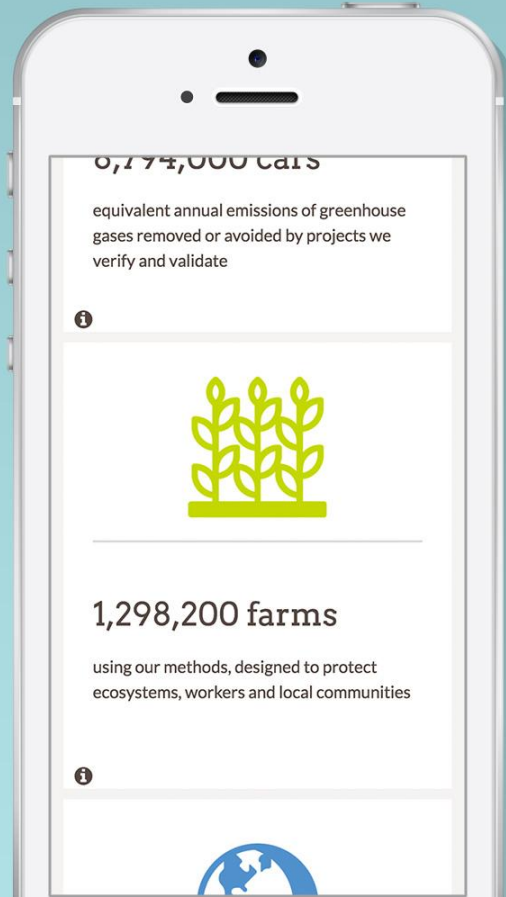 cars
equivalent annual emissions of greenhouse
gases removed or avoided by projects we
verify and validate
1,298,200 farms
using our methods, designed to protect
ecosystems, workers and local communities